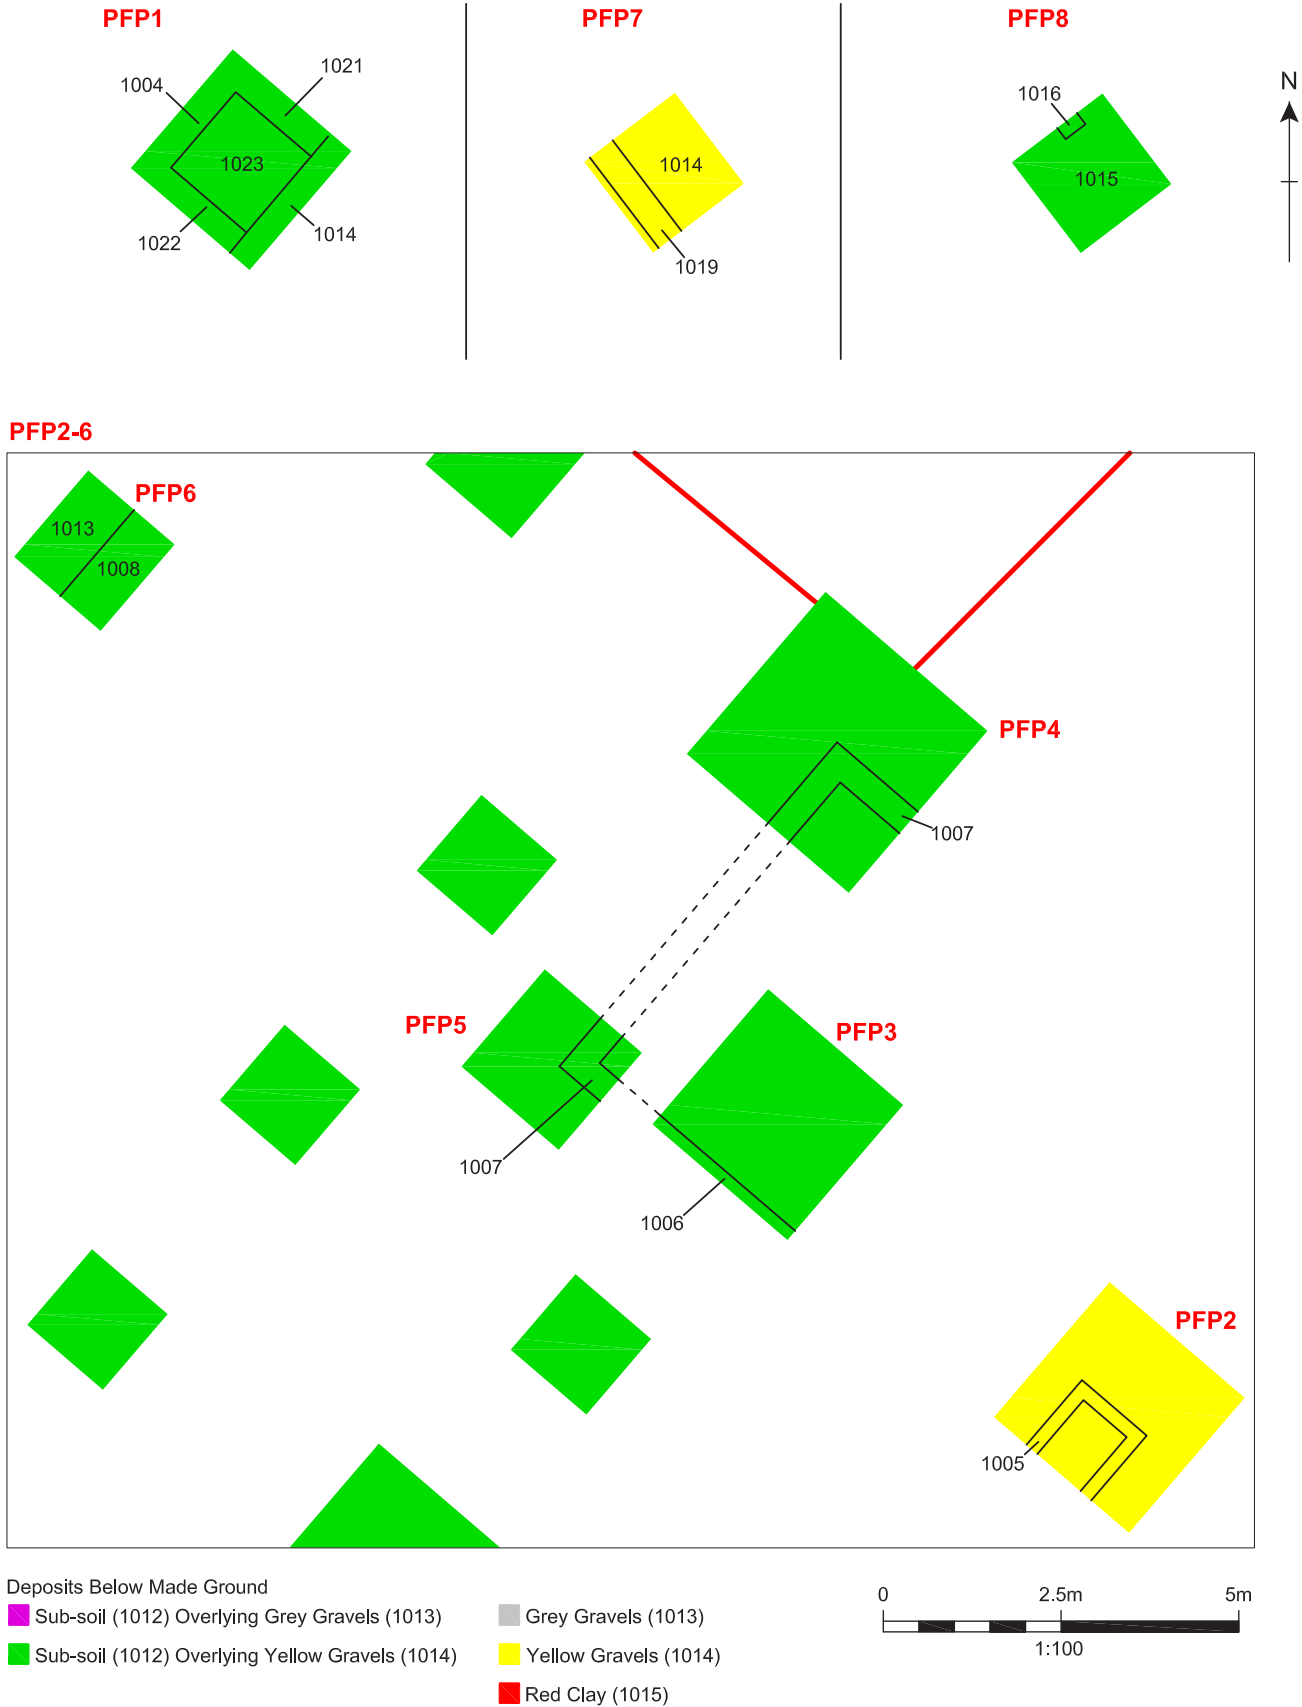 PFP1
PFP7
PFP8
1021
1004
1023
1022
1014
1014
1019
1016
1015
N
PFP2-6
PFP6
1013
1008
PFP4
1007
PFP5
PFP3
1007
1006
PFP2
1005
Deposits Below Made Ground
Sub-soil (1012) Overlying Grey Gravels (1013)
Sub-soil (1012) Overlying Yellow Gravels (1014)
Grey Gravels (1013)
Yellow Gravels (1014)
Red Clay (1015)
0 2.5m 5m
1:100